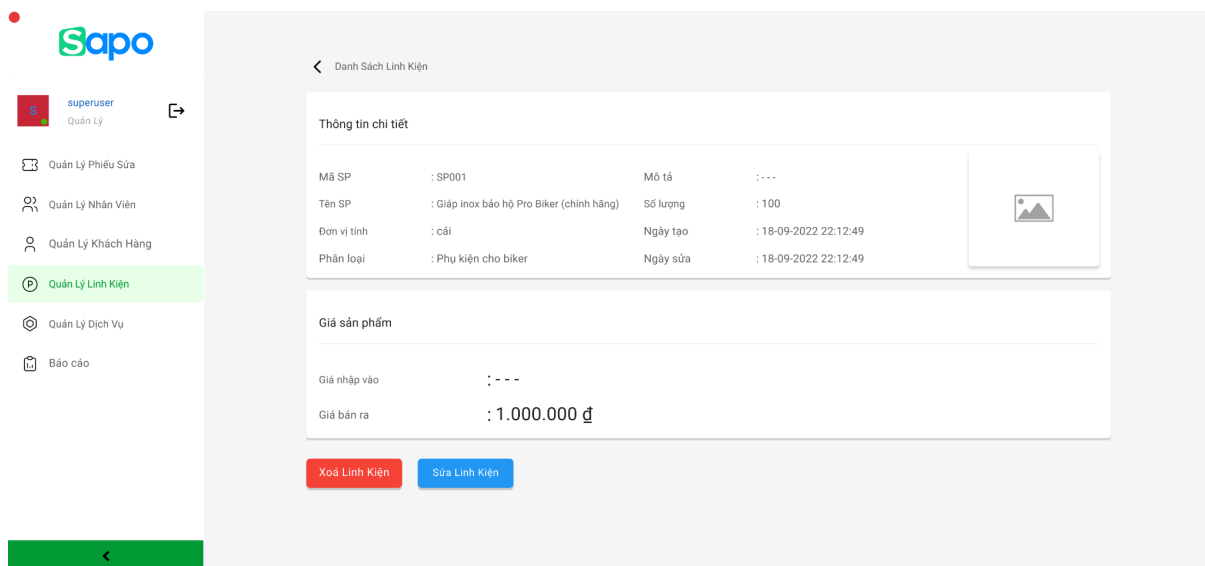 Sapo
Danh Sách Linh Kiện
S
superuser
Quản Lý
Quản Lý Phiếu Sửa
Quản Lý Nhân Viên
Quản Lý Khách Hàng
Quản Lý Linh Kiện
Quản Lý Dịch Vụ
Báo cáo
Thông tin chi tiết
Mã SP : SP001 Mô tả : - - -
Tên SP : Giáp inox bảo hộ Pro Biker (chính hãng) Số lượng : 100
Đơn vị tính : cái Ngày tạo : 18-09-2022 22:12:49
Phân loại : Phụ kiện cho biker Ngày sửa : 18-09-2022 22:12:49
Giá sản phẩm
Giá nhập vào : - - -
Giá bán ra : 1.000.000 ₫
Xoá Linh Kiện Sửa Linh Kiện